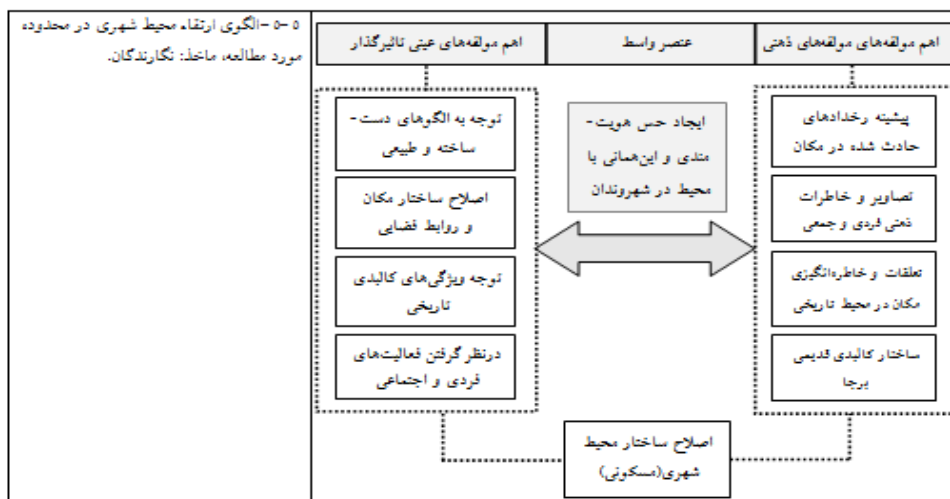 ۵-۵-الگوی ارتقاء محیط شهری در محدوده
مورد مطالعه، ماخذ: نگارندگان.
اهم مولفه‌های مولفه‌های ذهنی
عنصر واسط
اهم مولفه‌های عینی تاثیرگذار
پیشینه رخدادهای
حادث شده در مکان
تصاویر و خاطرات
ذهنی فردی و جمعی
تعلقات و خاطره‌انگیزی
مکان در محیط تاریخی
ساختار کالبدی قدیمی
برجا
ایجاد حس هویت-
مندی و این‌همانی با
محیط در شهروندان
توجه به الگوهای دست-
ساخته و طبیعی
اصلاح ساختار مکان
و روابط فضایی
توجه ویژگی‌های کالبدی
تاریخی
درنظر گرفتن فعالیت‌های
فردی و اجتماعی
اصلاح ساختار محیط
شهری(مسکونی)